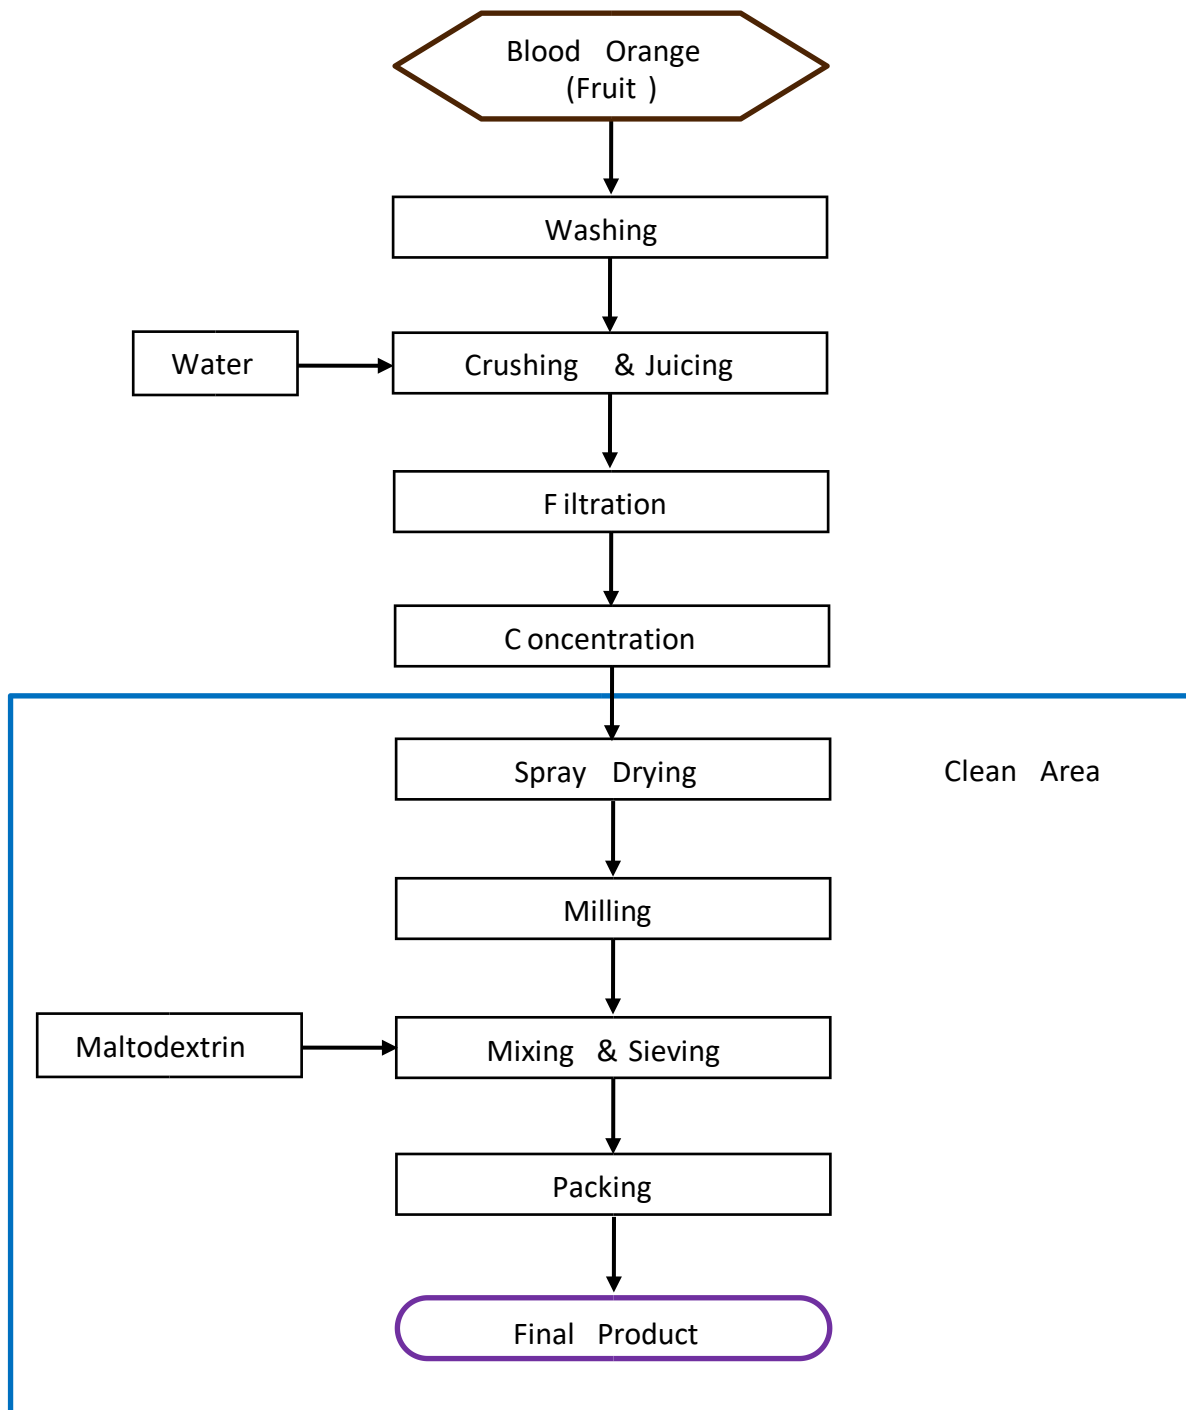 Blood Orange
(Fruit )
Washing
Water
Crushing & Juicing
F iltration
C oncentration
Spray Drying
Clean Area
Milling
Maltodextrin
Mixing & Sieving
Packing
Final Product